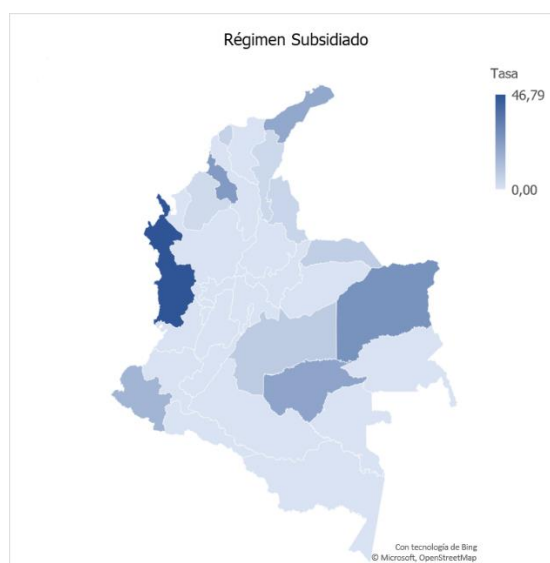 Régimen Subsidiado
Tasa
46,79
0,00
Con tecnología de Bing
© Microsoft, OpenStreetMap